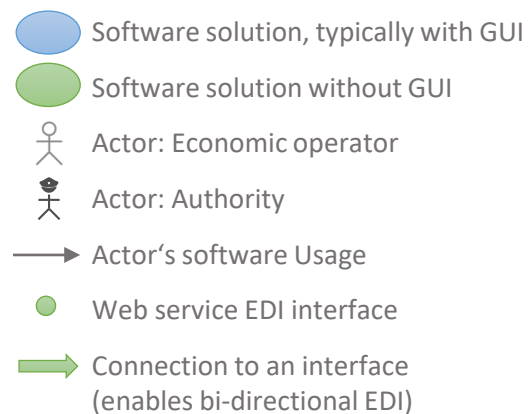 Software solution, typically with GUI
Software solution without GUI
Actor: Economic operator
Actor: Authority
Actor‘s software Usage
Web service EDI interface
Connection to an interface
(enables bi-directional EDI)